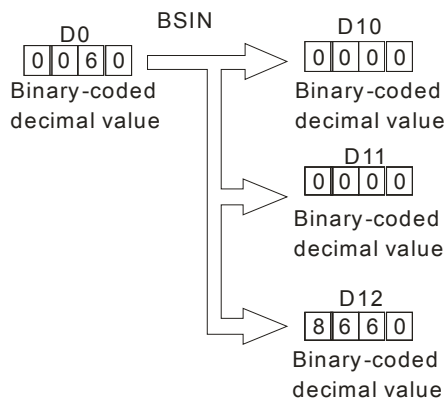 BSIN
D0
0 0 6 0
Binary-coded
decimal value
D10
0 0 0 0
Binary-coded
decimal value
D11
0 0 0 0
Binary-coded
decimal value
D12
8 6 6 0
Binary-coded
decimal value